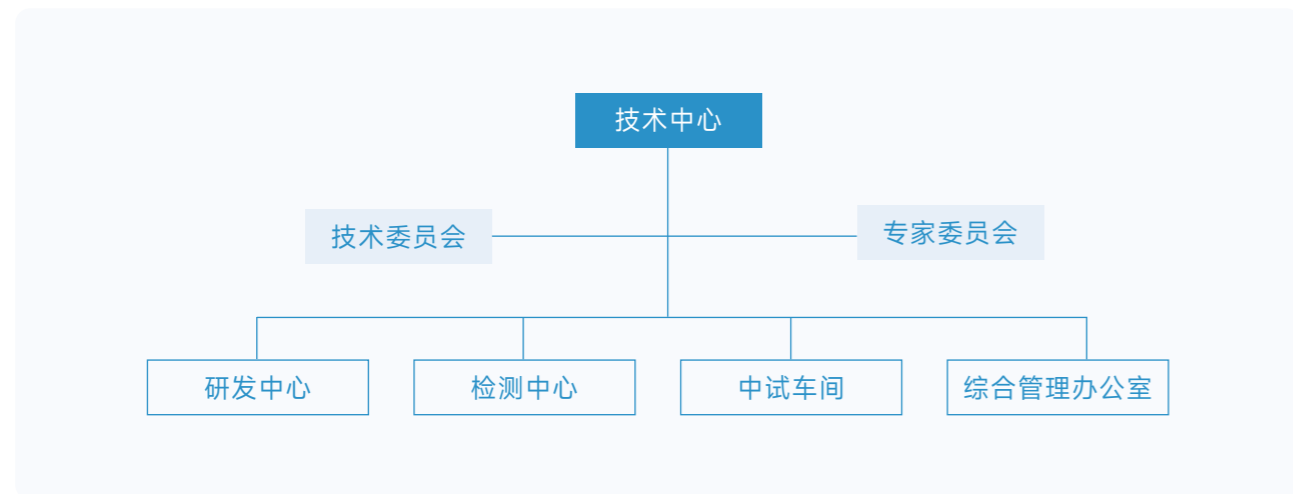 技术中心
技术委员会
专家委员会
研发中心
检测中心
中试车间
综合管理办公室